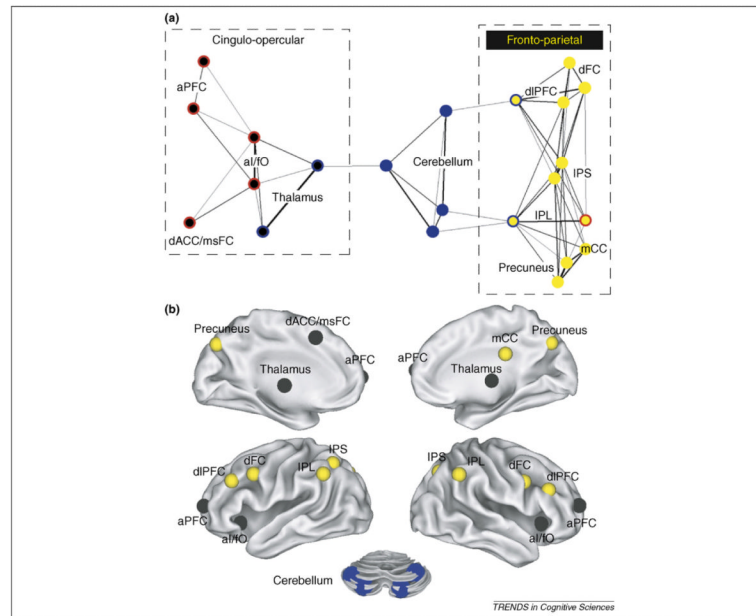 (a)
Cingulo-opercular
Fronto-parietal
aPFC
dFC
dlPFC
aI/fO
Cerebellum
IPS
Thalamus
IPL
dACC/msFC
mCC
Precuneus
(b)
Precuneus
dACC/msFC
aPFC
Thalamus
mCC
Precuneus
aPFC
Thalamus
dlPFC
dFC
IPL
IPS
aPFC
aI/fO
IPS
IPL
dFC
dlPFC
aPFC
aI/fO
Cerebellum
TRENDS in Cognitive Sciences